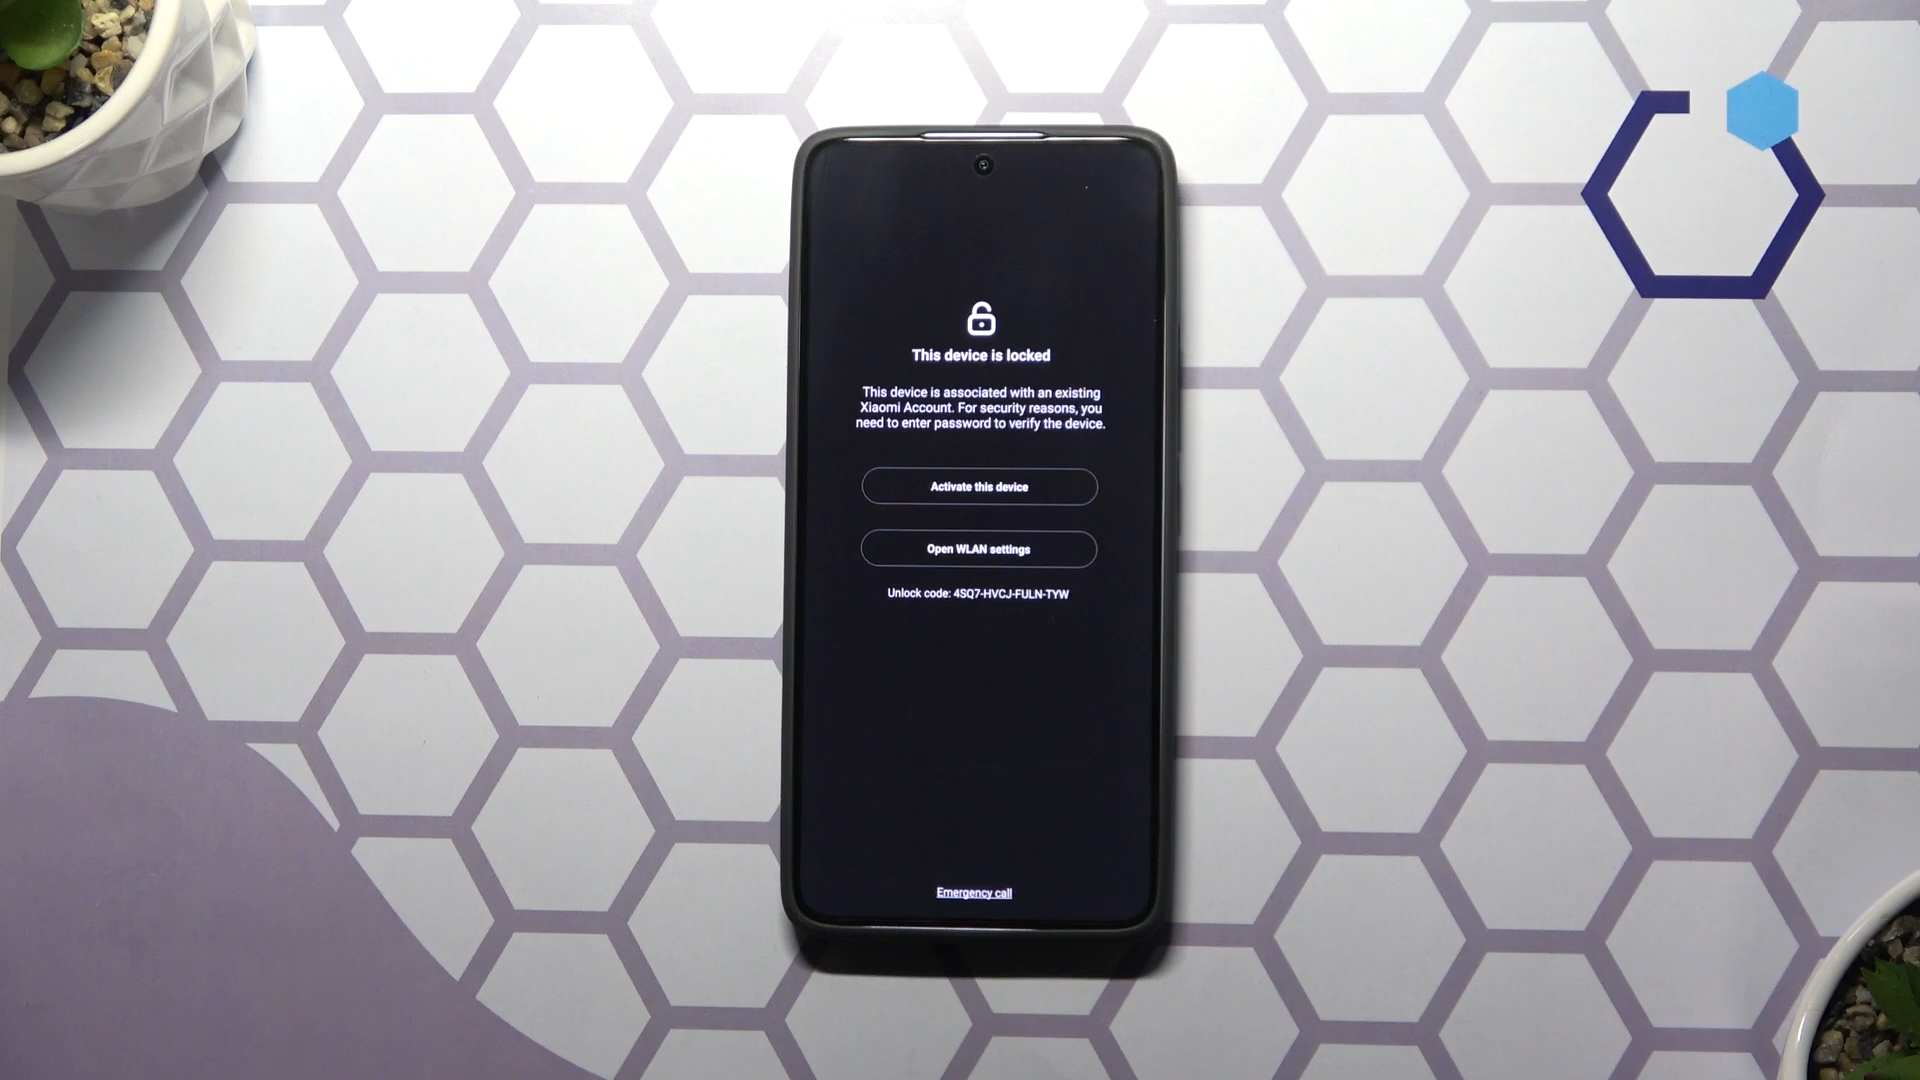 This device is locked
This device is associated with an existing
Xiaomi Account. For security reasons, you
need to enter password to verify the device.
Activate this device
Open WLAN settings
Unlock code: 4SQ7-HVCJ-FULN-TYW
Emergency call